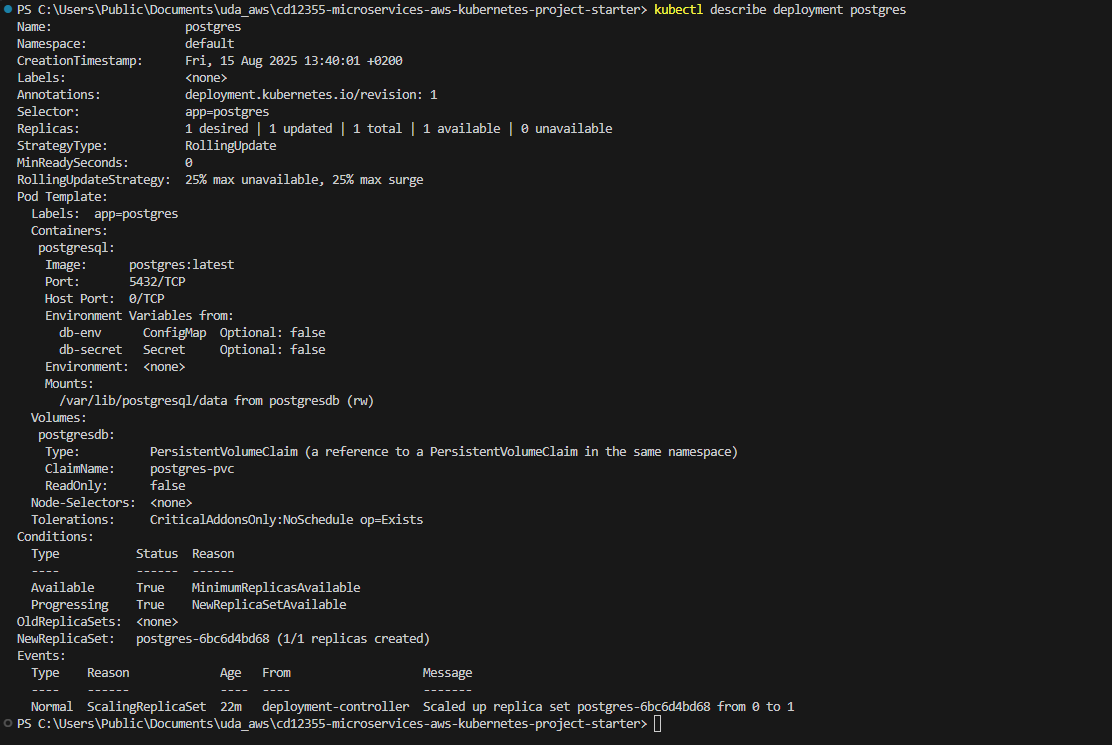 PS C:\Users\Public\Documents\uda_aws\cd12355-microservices-aws-kubernetes-project-starter> kubectl describe deployment postgres
Name:                   postgres
Namespace:              default
CreationTimestamp:      Fri, 15 Aug 2025 13:40:01 +0200
Labels:                 <none>
Annotations:            deployment.kubernetes.io/revision: 1
Selector:               app=postgres
Replicas:               1 desired | 1 updated | 1 total | 1 available | 0 unavailable
StrategyType:           RollingUpdate
MinReadySeconds:        0
RollingUpdateStrategy:  25% max unavailable, 25% max surge
Pod Template:
  Labels:  app=postgres
  Containers:
   postgresql:
    Image:      postgres:latest
    Port:       5432/TCP
    Host Port:  0/TCP
    Environment Variables from:
      db-env      ConfigMap  Optional: false
      db-secret   Secret     Optional: false
    Environment:  <none>
    Mounts:
      /var/lib/postgresql/data from postgresdb (rw)
  Volumes:
   postgresdb:
    Type:          PersistentVolumeClaim (a reference to a PersistentVolumeClaim in the same namespace)
    ClaimName:     postgres-pvc
    ReadOnly:      false
  Node-Selectors:  <none>
  Tolerations:     CriticalAddonsOnly:NoSchedule op=Exists
Conditions:
  Type           Status  Reason
  ----           ------  ------
  Available      True    MinimumReplicasAvailable
  Progressing    True    NewReplicaSetAvailable
OldReplicaSets:  <none>
NewReplicaSet:   postgres-6bc6d4bd68 (1/1 replicas created)
Events:
  Type    Reason             Age   From                   Message
  ----    ------             ----  ----                   -------
  Normal  ScalingReplicaSet  22m   deployment-controller  Scaled up replica set postgres-6bc6d4bd68 from 0 to 1
PS C:\Users\Public\Documents\uda_aws\cd12355-microservices-aws-kubernetes-project-starter>